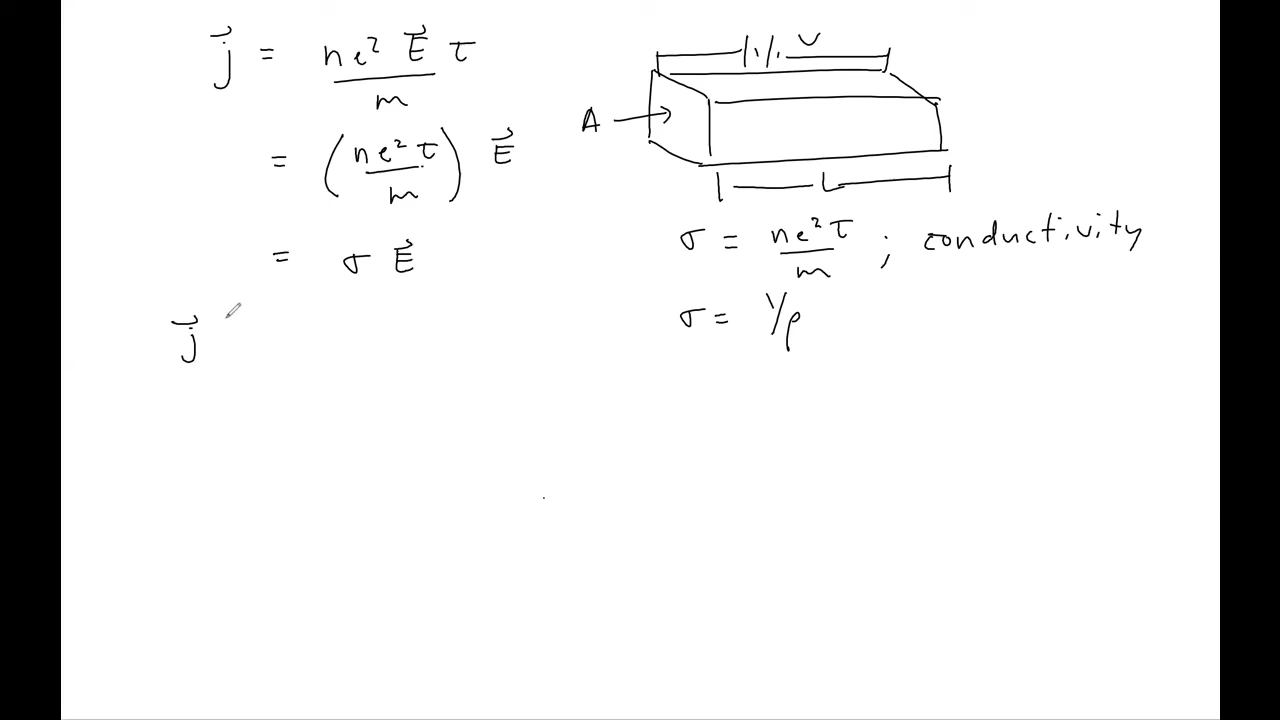 j⃗ = ne² E⃗ τ / m
= (ne² τ / m) E⃗
= σ E⃗
j⃗
V
A
L
σ = ne² τ / m ; conductivity
σ = 1/ρ